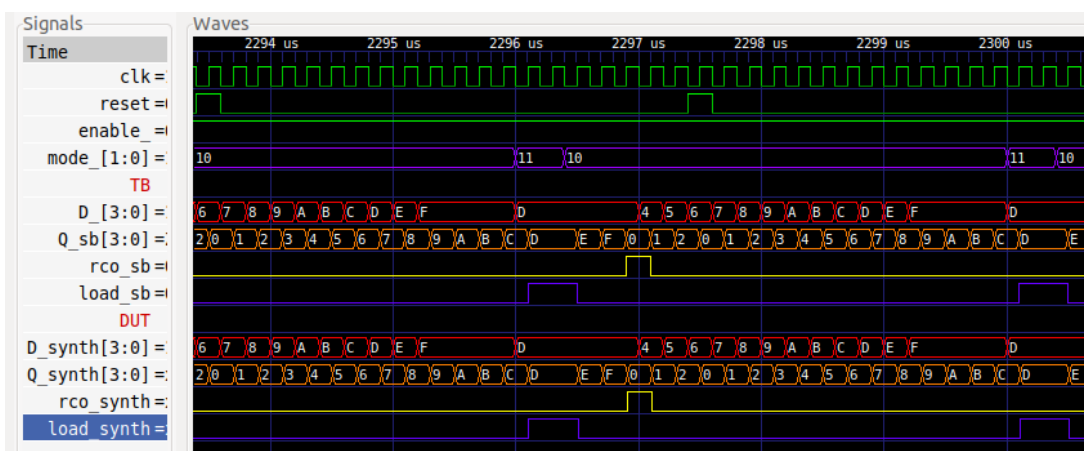 Signals Waves
Time 2294 us 2295 us 2296 us 2297 us 2298 us 2299 us 2300 us
clk =
reset =
enable_ =
mode_[1:0] = 10 11 10 11 10
TB
D_[3:0] = 6 7 8 9 A B C D E F D 4 5 6 7 8 9 A B C D E F D
Q_sb[3:0] = 2 0 1 2 3 4 5 6 7 8 9 A B C D E F 0 1 2 0 1 2 3 4 5 6 7 8 9 A B C D E
rco_sb =
load_sb =
DUT
D_synth[3:0] = 6 7 8 9 A B C D E F D 4 5 6 7 8 9 A B C D E F D
Q_synth[3:0] = 2 0 1 2 3 4 5 6 7 8 9 A B C D E F 0 1 2 0 1 2 3 4 5 6 7 8 9 A B C D E
rco_synth =
load_synth =